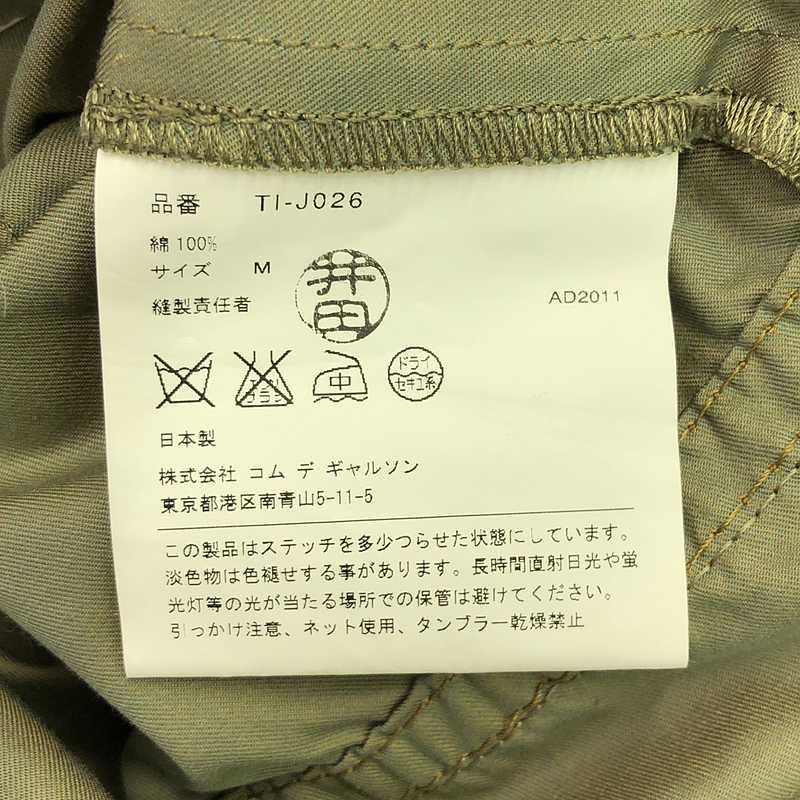 品番 TI-J026
綿 100%
サイズ M
井田
縫製責任者 AD2011
エンソサラシ
中
ドライ
セキユ系
日本製
株式会社 コム デ ギャルソン
東京都港区南青山5-11-5
この製品はステッチを多少つらせた状態にしています。
淡色物は色褪せする事があります。長時間直射日光や蛍
光灯等の光が当たる場所での保管は避けてください。
引っかけ注意、ネット使用、タンブラー乾燥禁止